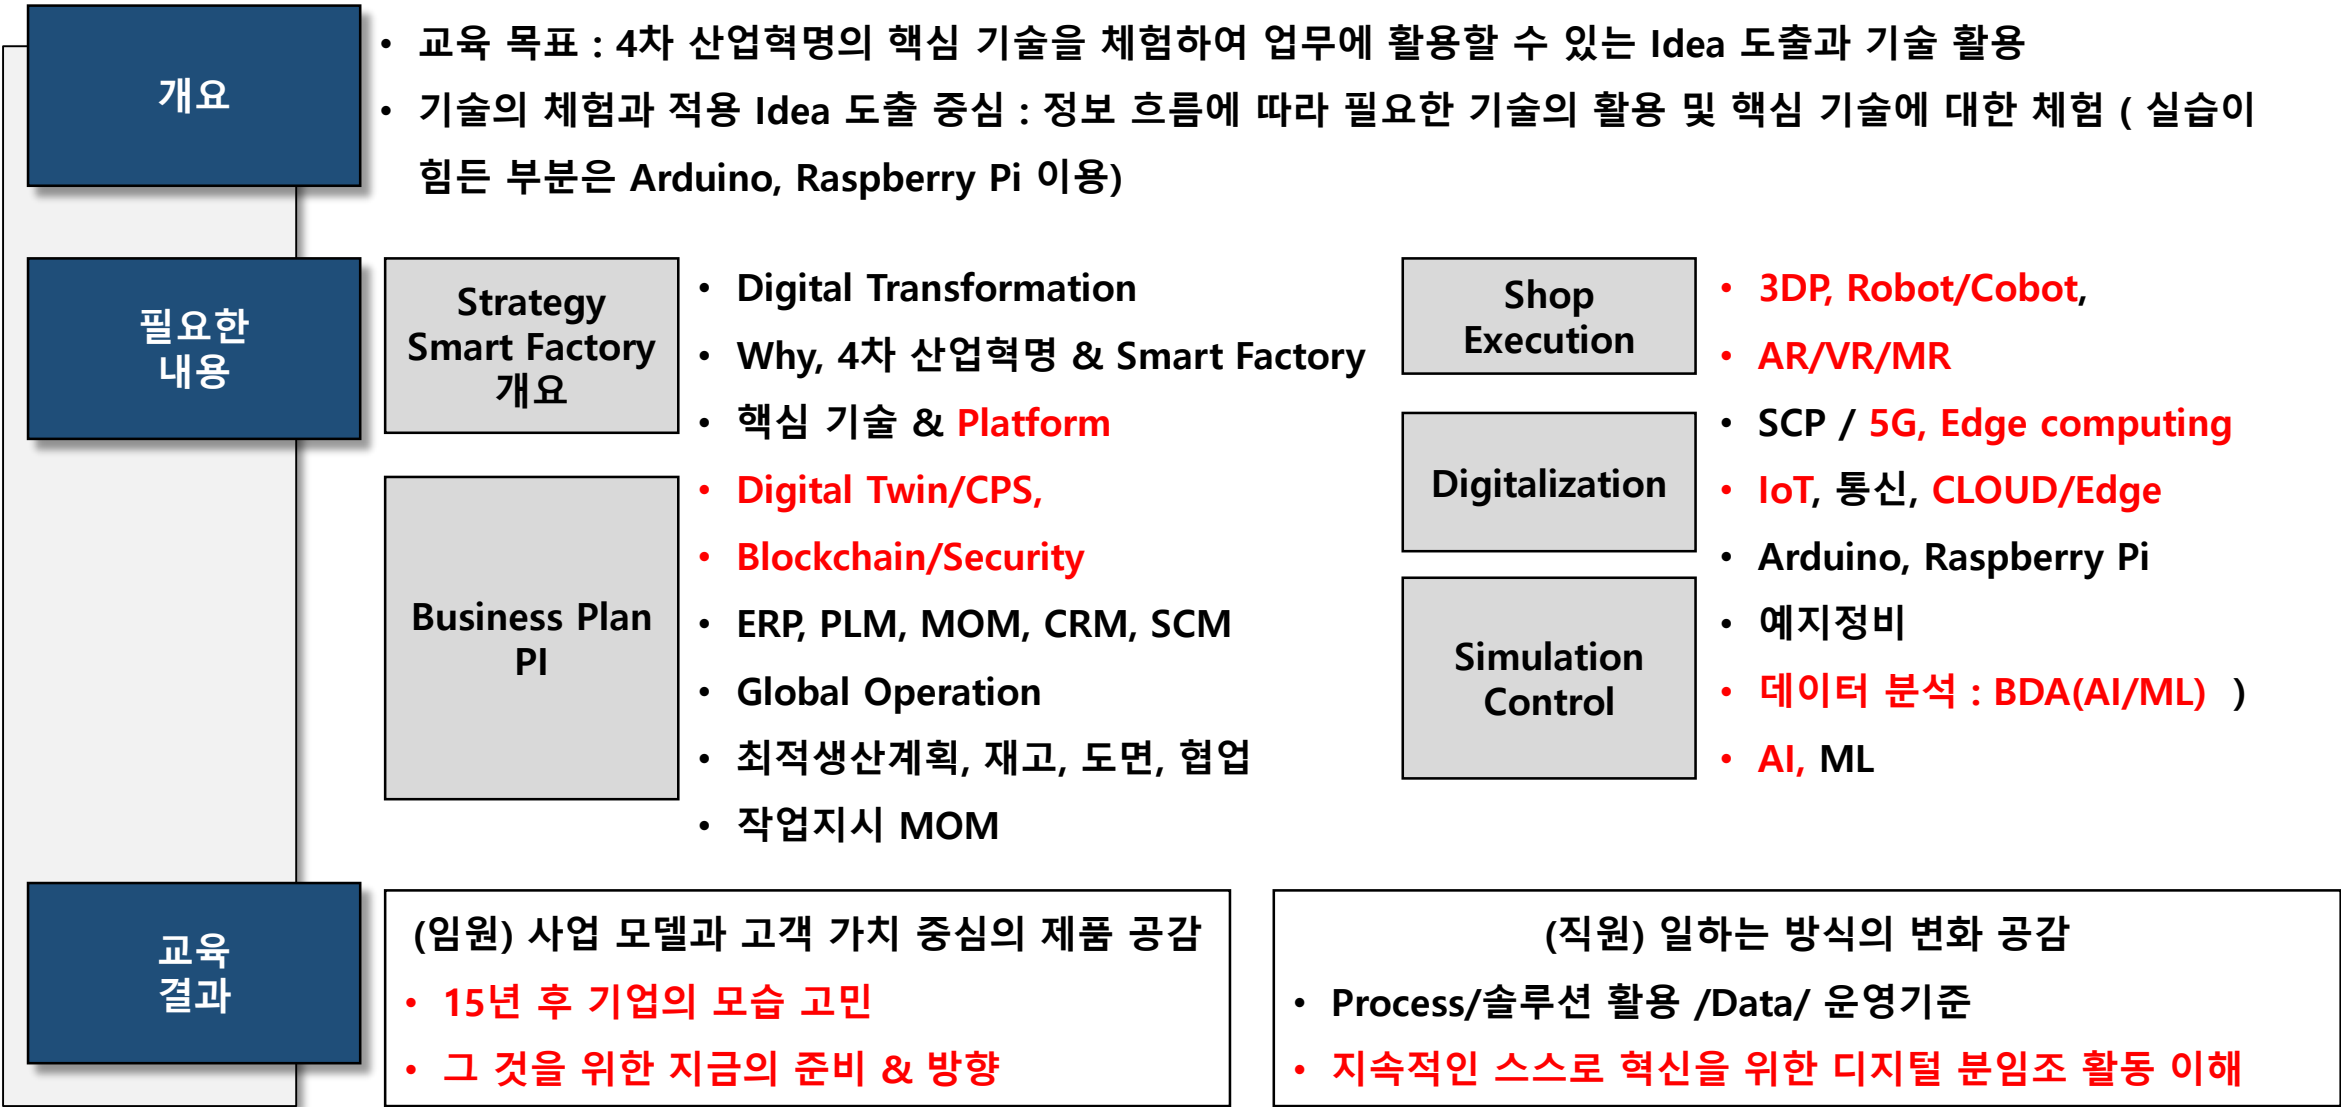 개요
• 교육 목표 : 4차 산업혁명의 핵심 기술을 체험하여 업무에 활용할 수 있는 Idea 도출과 기술 활용
• 기술의 체험과 적용 Idea 도출 중심 : 정보 흐름에 따라 필요한 기술의 활용 및 핵심 기술에 대한 체험 ( 실습이
힘든 부분은 Arduino, Raspberry Pi 이용)
필요한
내용
Strategy
Smart Factory
개요
• Digital Transformation
• Why, 4차 산업혁명 & Smart Factory
• 핵심 기술 & Platform
Business Plan
PI
• Digital Twin/CPS,
• Blockchain/Security
• ERP, PLM, MOM, CRM, SCM
• Global Operation
• 최적생산계획, 재고, 도면, 협업
• 작업지시 MOM
Shop
Execution
• 3DP, Robot/Cobot,
• AR/VR/MR
Digitalization
• SCP / 5G, Edge computing
• IoT, 통신, CLOUD/Edge
• Arduino, Raspberry Pi
Simulation
Control
• 예지정비
• 데이터 분석 : BDA(AI/ML) )
• AI, ML
교육
결과
(임원) 사업 모델과 고객 가치 중심의 제품 공감
• 15년 후 기업의 모습 고민
• 그 것을 위한 지금의 준비 & 방향
(직원) 일하는 방식의 변화 공감
• Process/솔루션 활용 /Data/ 운영기준
• 지속적인 스스로 혁신을 위한 디지털 분임조 활동 이해